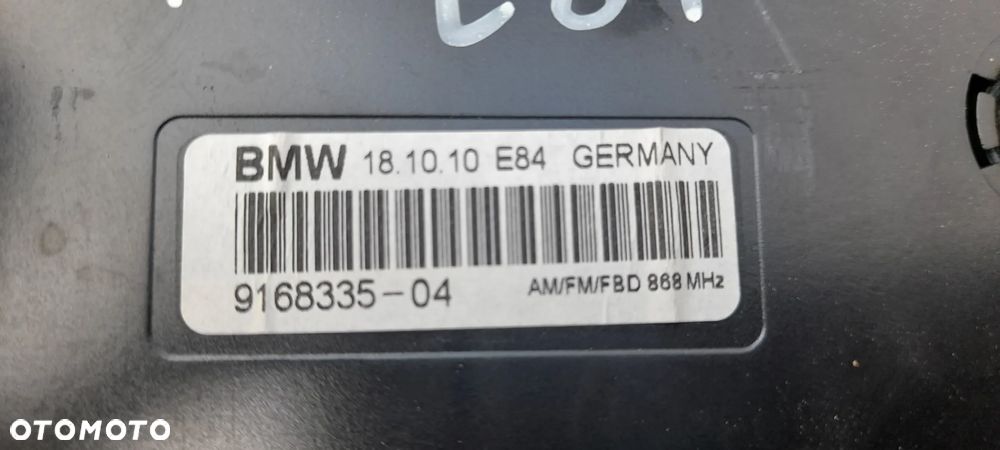 BMW 18.10.10 E84 GERMANY
9168335-04 AM/FM/FBD 868 MHz
OTOMOTO